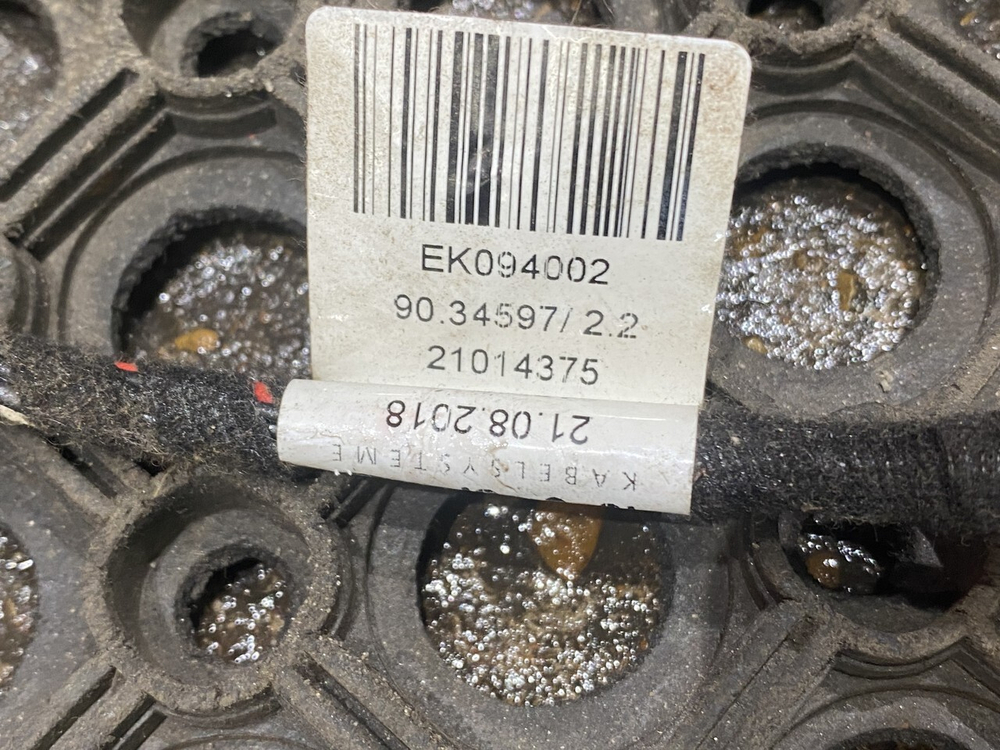 EK094002
90.34597/ 2.2
21014375
21.08.2018
KABELSYSTEME